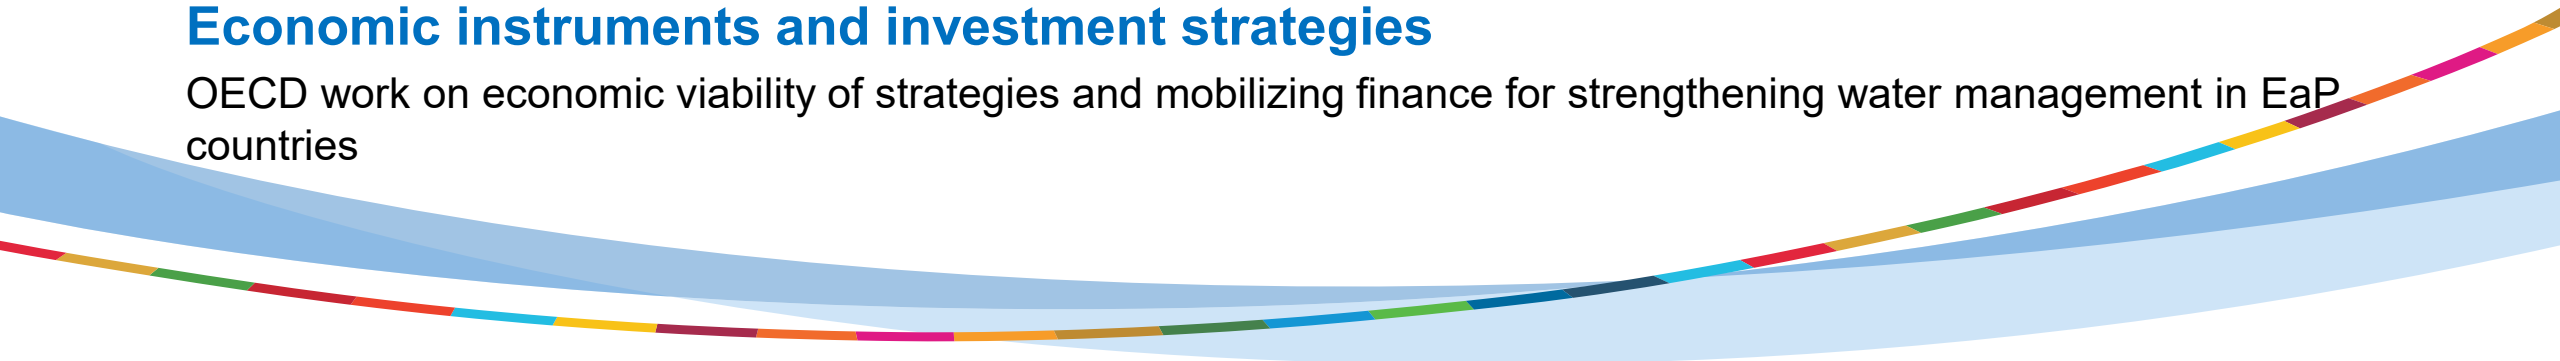 Economic instruments and investment strategies
OECD work on economic viability of strategies and mobilizing finance for strengthening water management in EaP
countries